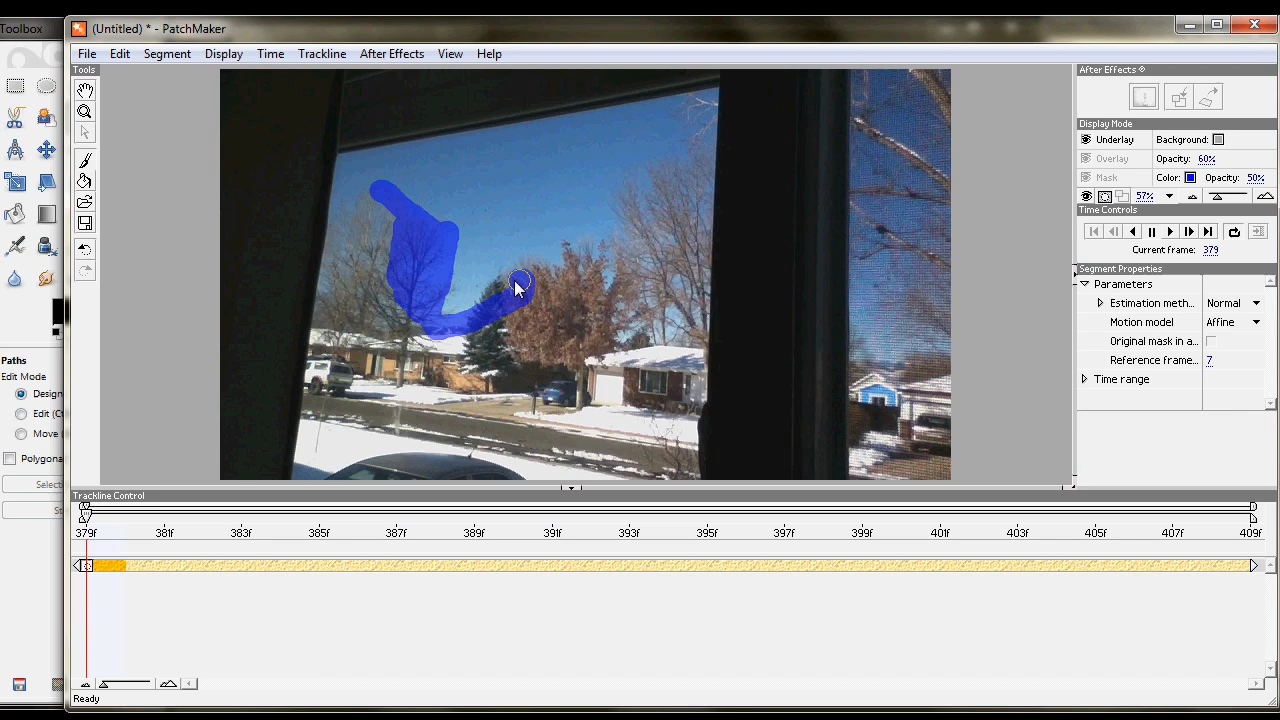 Toolbox
(Untitled) * - PatchMaker
File Edit Segment Display Time Trackline After Effects View Help
Tools
After Effects
Display Mode
Underlay Background:
Overlay Opacity: 60%
Mask Color: Opacity: 50%
57%
Time Controls
Current frame: 379
Segment Properties
Parameters
Estimation meth... Normal
Motion model Affine
Original mask in a...
Reference frame... 7
Time range
Paths
Edit Mode
Design
Edit (C
Move
Polygona
Select
St
Trackline Control
379f 381f 383f 385f 387f 389f 391f 393f 395f 397f 399f 401f 403f 405f 407f 409f
Ready